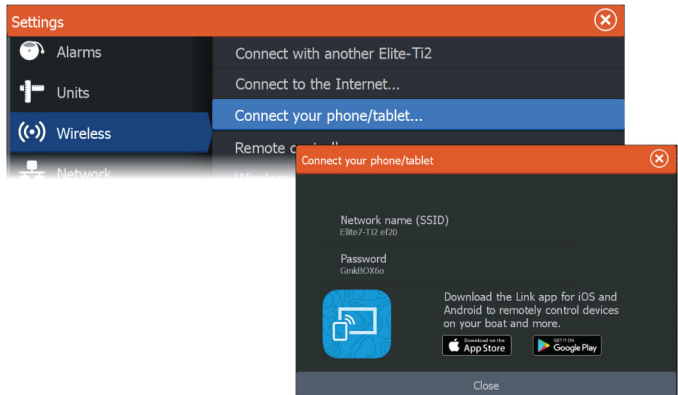 Settings
Alarms
Units
Wireless
Network
Connect with another Elite-Ti2
Connect to the Internet...
Connect your phone/tablet...
Remote
Connect your phone/tablet
Network name (SSID)
Elite7-Ti2 ef20
Password
GmkBOX6o
Download the Link app for iOS and
Android to remotely control devices
on your boat and more.
Download on the
App Store
GET IT ON
Google Play
Close